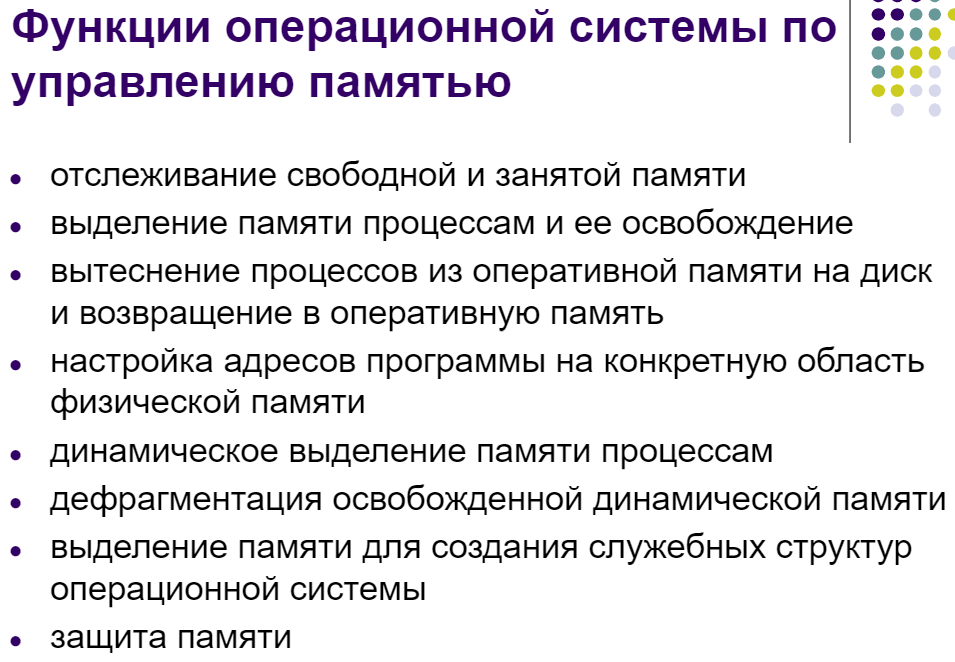 Функции операционной системы по
управлению памятью
• отслеживание свободной и занятой памяти
• выделение памяти процессам и ее освобождение
• вытеснение процессов из оперативной памяти на диск
и возвращение в оперативную память
• настройка адресов программы на конкретную область
физической памяти
• динамическое выделение памяти процессам
• дефрагментация освобожденной динамической памяти
• выделение памяти для создания служебных структур
операционной системы
• защита памяти